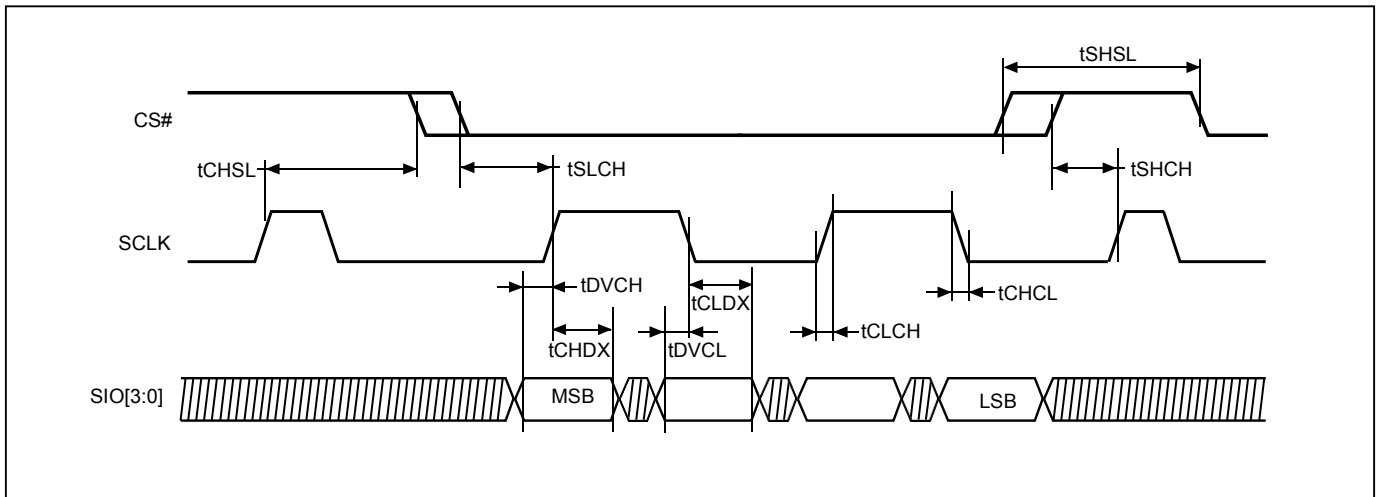 tSHSL
CS#
tCHSL
tSLCH
tSHCH
SCLK
tDVCH
tCLDX
tCHCL
tCHDX
tDVCL
tCLCH
SIO[3:0]
MSB
LSB